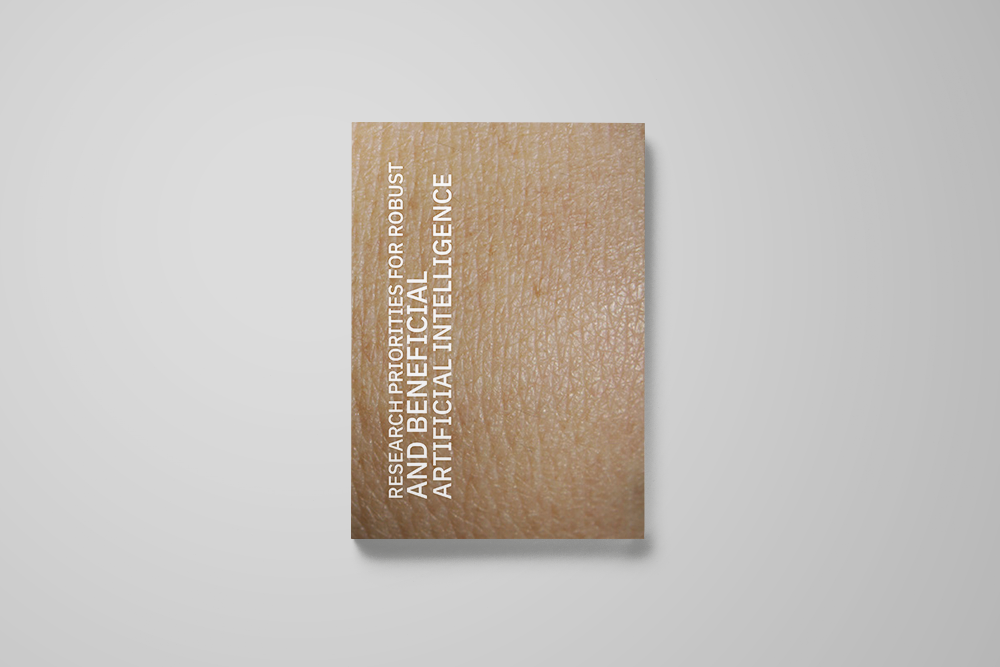 RESEARCH PRIORITIES FOR ROBUST
AND BENEFICIAL
ARTIFICIAL INTELLIGENCE